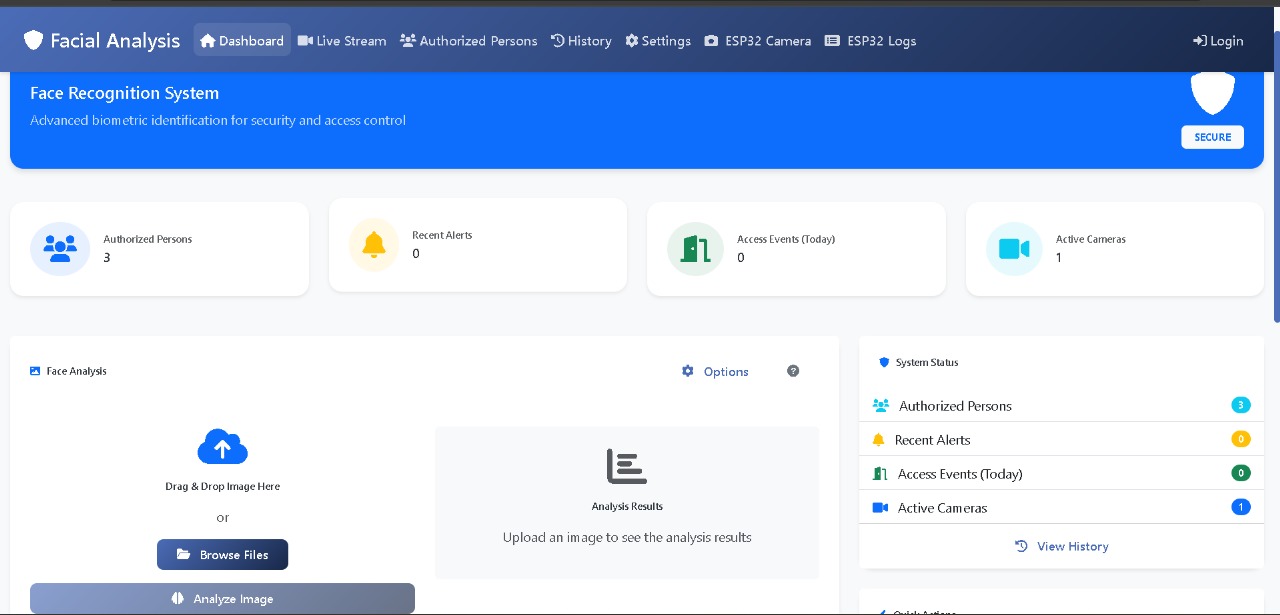 Facial Analysis Dashboard Live Stream Authorized Persons History Settings ESP32 Camera ESP32 Logs Login
Face Recognition System
Advanced biometric identification for security and access control
SECURE
Authorized Persons
3
Recent Alerts
0
Access Events (Today)
0
Active Cameras
1
Face Analysis
Options
?
Drag & Drop Image Here
or
Browse Files
Analyze Image
Analysis Results
Upload an image to see the analysis results
System Status
Authorized Persons 3
Recent Alerts 0
Access Events (Today) 0
Active Cameras 1
View History
Quick Actions